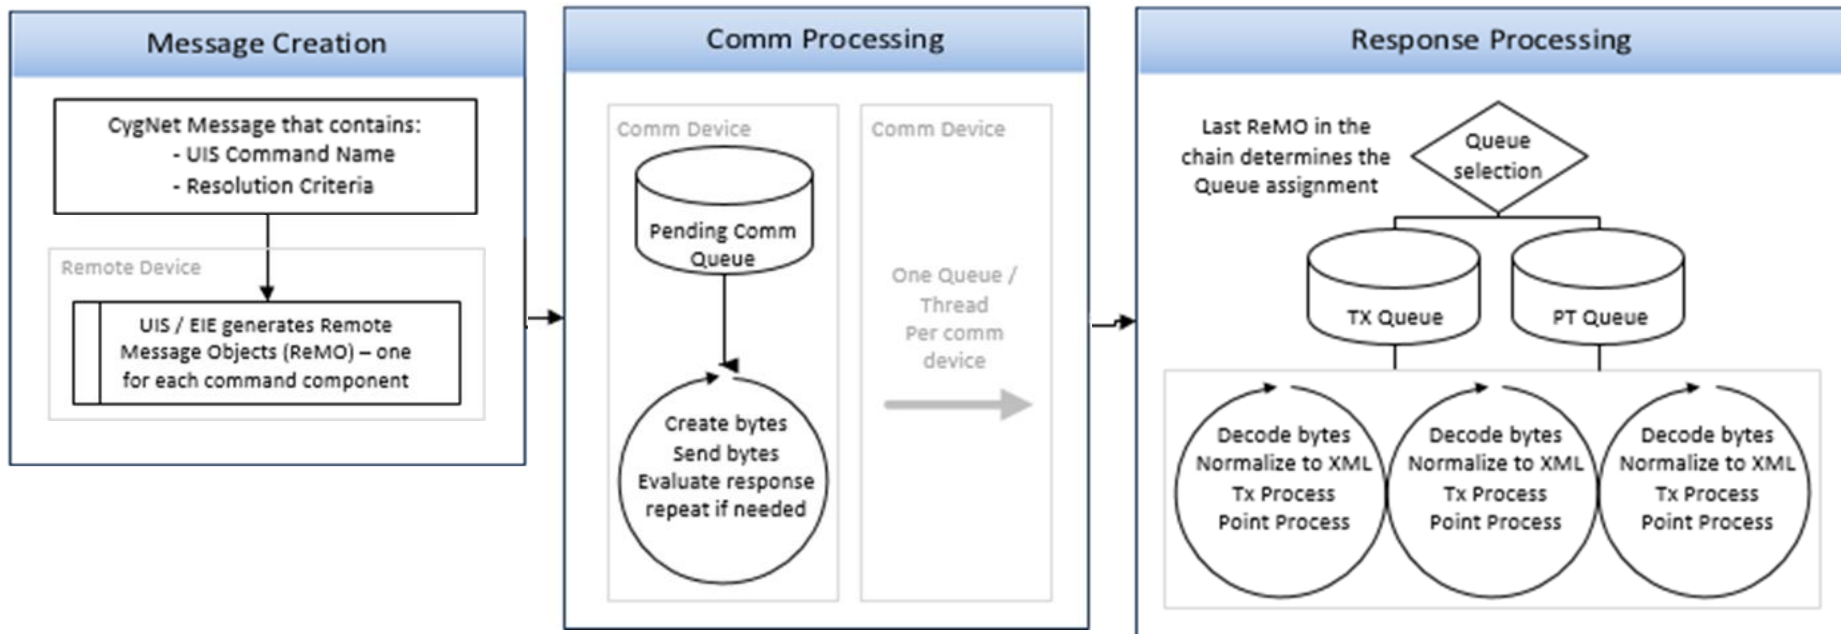 Message Creation
CygNet Message that contains:
- UIS Command Name
- Resolution Criteria
Remote Device
UIS / EIE generates Remote
Message Objects (ReMO) – one
for each command component
Comm Processing
Comm Device
Pending Comm
Queue
Create bytes
Send bytes
Evaluate response
repeat if needed
Comm Device
One Queue /
Thread
Per comm
device
Response Processing
Last ReMO in the
chain determines the
Queue assignment
Queue
selection
TX Queue
PT Queue
Decode bytes
Normalize to XML
Tx Process
Point Process
Decode bytes
Normalize to XML
Tx Process
Point Process
Decode bytes
Normalize to XML
Tx Process
Point Process